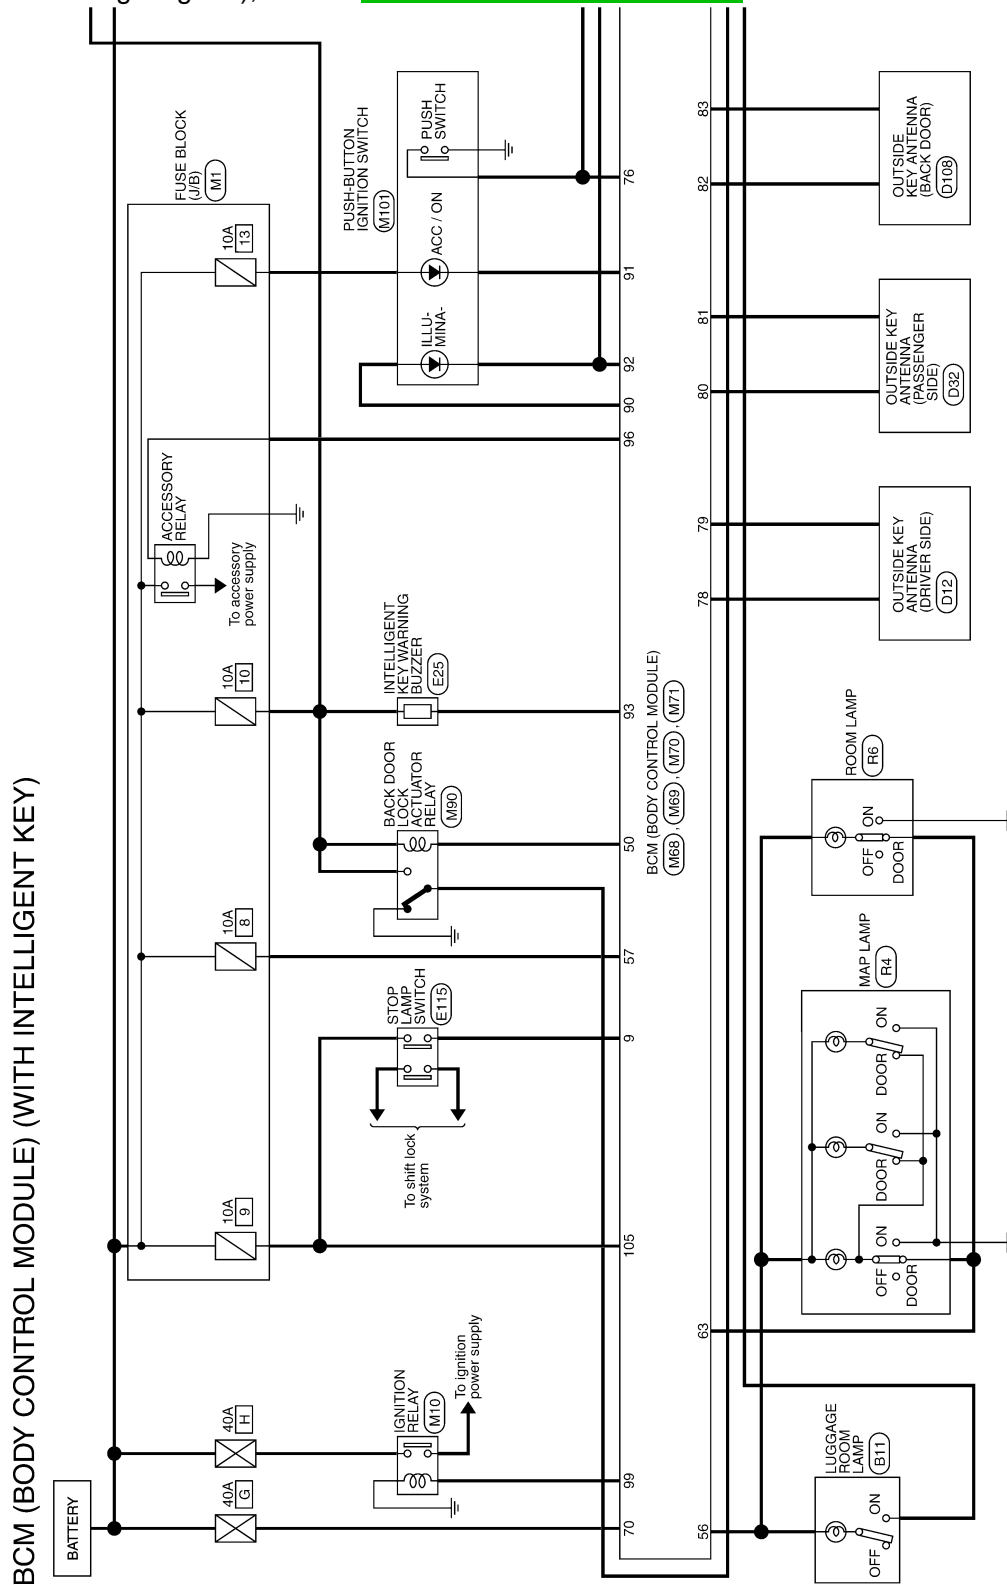 BCM (BODY CONTROL MODULE) (WITH INTELLIGENT KEY)
BATTERY
40A
G
40A
H
10A
9
10A
8
10A
10
10A
13
FUSE BLOCK
(J/B)
M1
ACCESSORY
RELAY
To accessory
power supply
IGNITION
RELAY
M10
To ignition
power supply
To shift lock
system
STOP
LAMP
SWITCH
E115
BACK DOOR
LOCK
ACTUATOR
RELAY
M90
INTELLIGENT
KEY WARNING
BUZZER
E25
PUSH-BUTTON
IGNITION SWITCH
M101
ILLU-
MINA-
ACC / ON
PUSH
SWITCH
70
99
105
9
57
50
93
96
90
92
91
76
BCM (BODY CONTROL MODULE)
M68 , M69 , M70 , M71
56
63
78
79
80
81
82
83
LUGGAGE
ROOM
LAMP
B11
OFF
ON
MAP LAMP
R4
OFF
ON
DOOR
DOOR
ON
DOOR
ON
ROOM LAMP
R6
OFF
ON
DOOR
OUTSIDE KEY
ANTENNA
(DRIVER SIDE)
D12
OUTSIDE KEY
ANTENNA
(PASSENGER
SIDE)
D32
OUTSIDE
KEY ANTENNA
(BACK DOOR)
D108